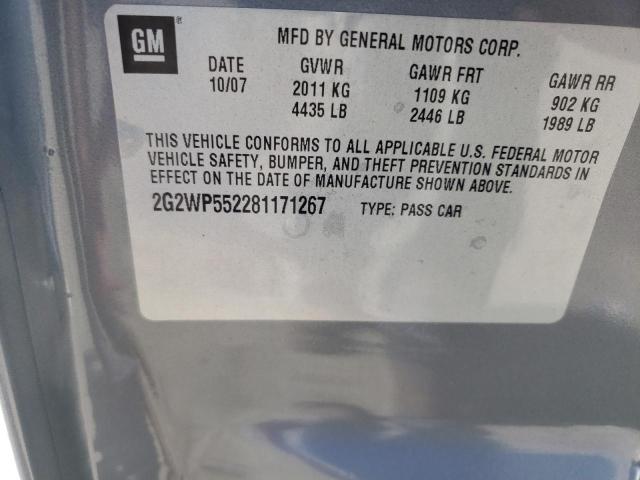 GM
MFD BY GENERAL MOTORS CORP.
DATE GVWR GAWR FRT GAWR RR
10/07 2011 KG 1109 KG 902 KG
4435 LB 2446 LB 1989 LB
THIS VEHICLE CONFORMS TO ALL APPLICABLE U.S. FEDERAL MOTOR
VEHICLE SAFETY, BUMPER, AND THEFT PREVENTION STANDARDS IN
EFFECT ON THE DATE OF MANUFACTURE SHOWN ABOVE.
2G2WP552281171267 TYPE: PASS CAR